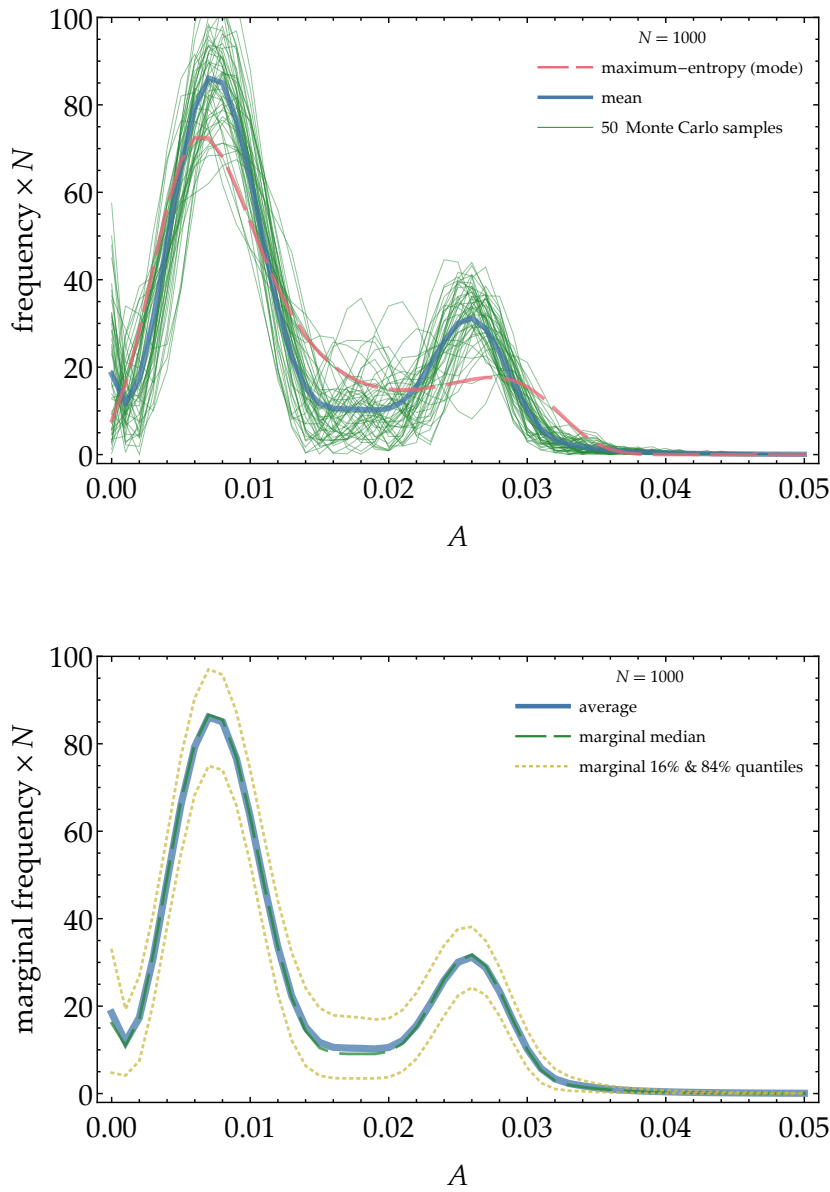 N = 1000
maximum−entropy (mode)
mean
50 Monte Carlo samples
frequency × N
100
80
60
40
20
0
0.00 0.01 0.02 0.03 0.04 0.05
A
N = 1000
average
marginal median
marginal 16% & 84% quantiles
marginal frequency × N
100
80
60
40
20
0
0.00 0.01 0.02 0.03 0.04 0.05
A